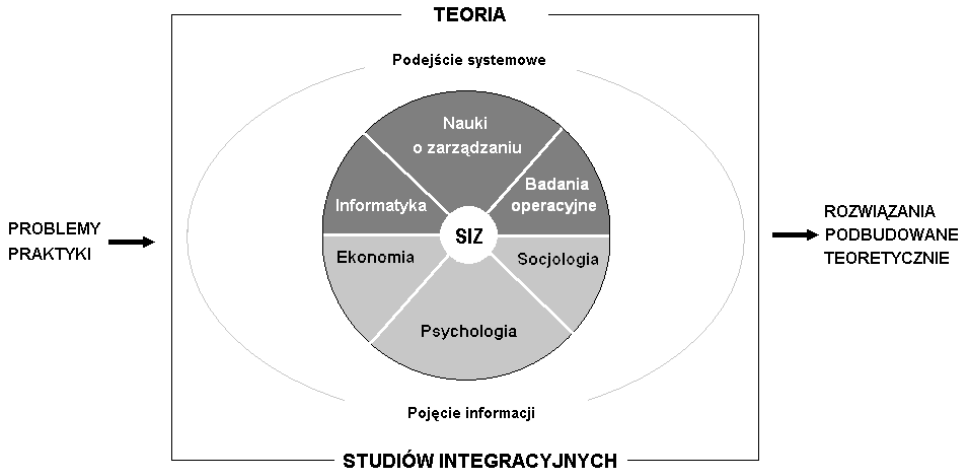 TEORIA
Podejście systemowe
Nauki
o zarządzaniu
Informatyka
Badania
operacyjne
SIZ
Ekonomia
Socjologia
Psychologia
PROBLEMY
PRAKTYKI
ROZWIĄZANIA
PODBUDOWANE
TEORETYCZNIE
Pojęcie informacji
STUDIÓW INTEGRACYJNYCH